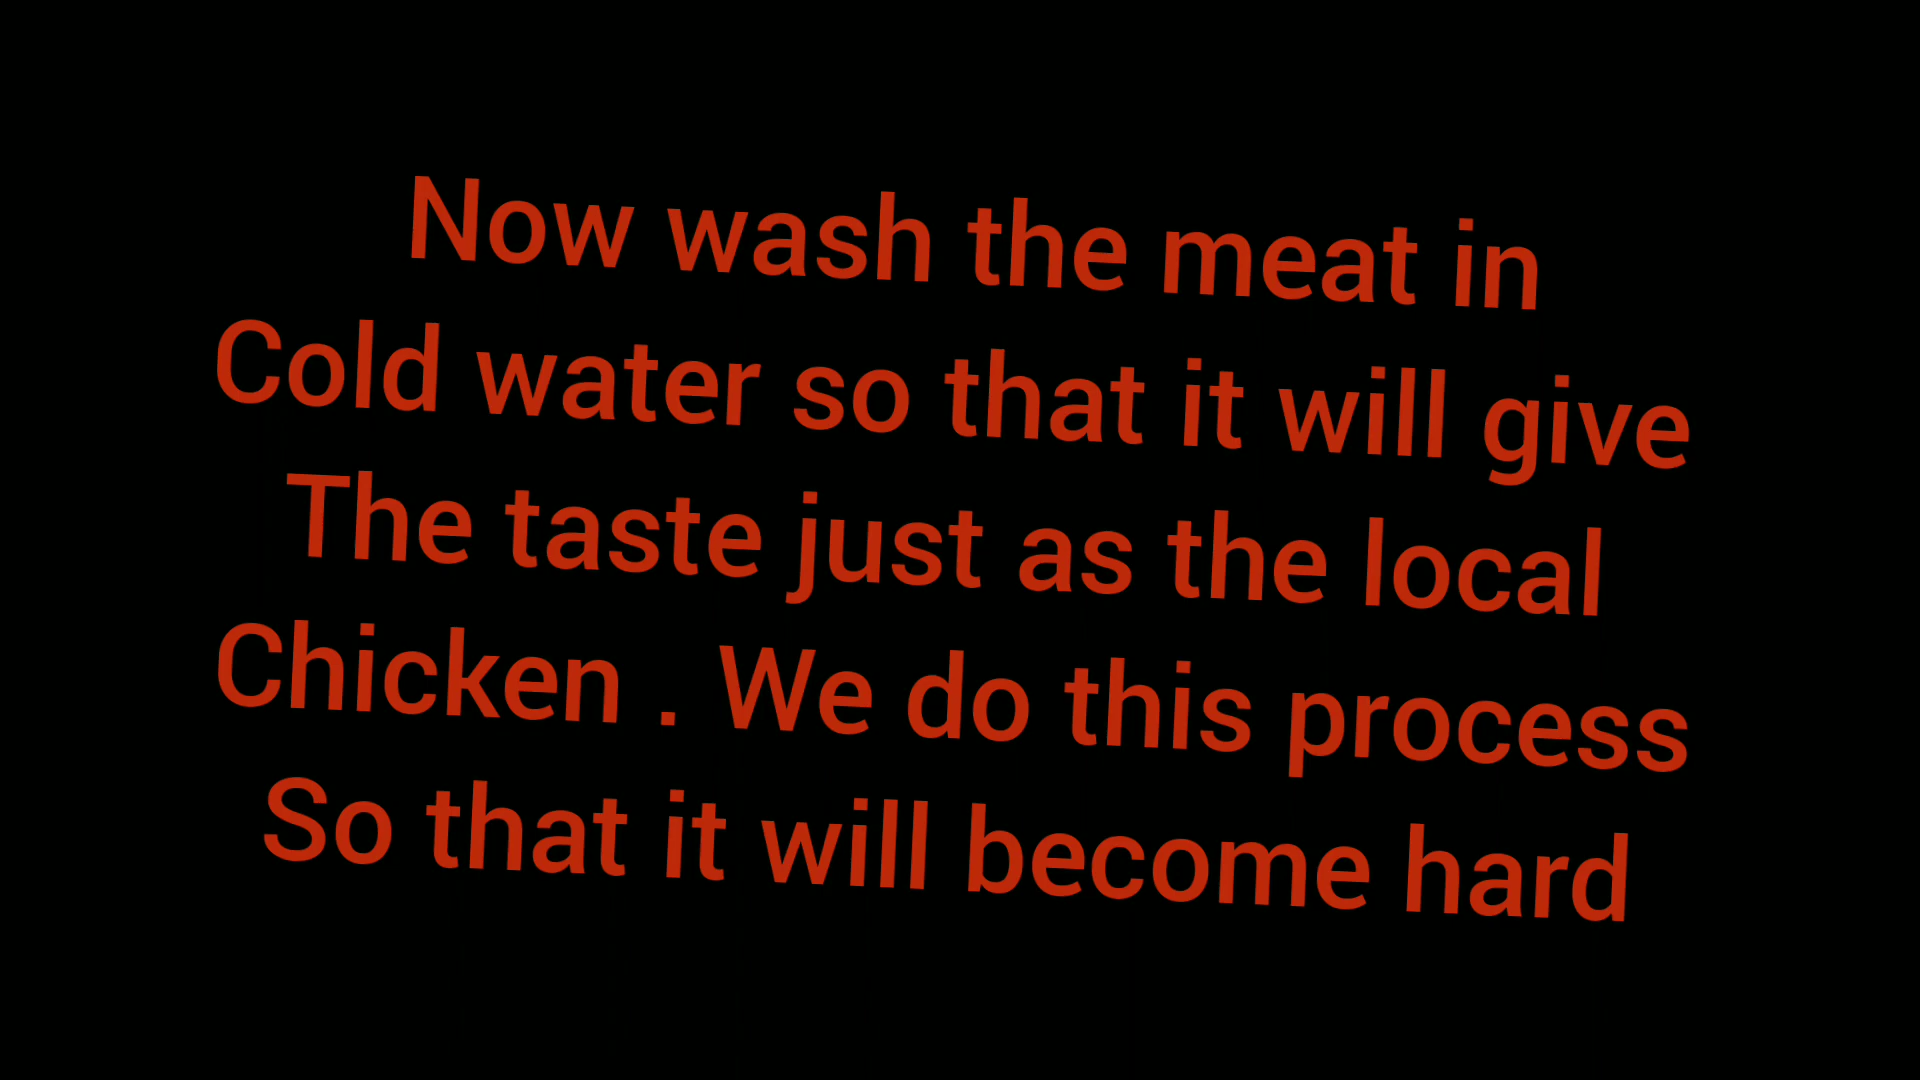 Now wash the meat in
Cold water so that it will give
The taste just as the local
Chicken . We do this process
So that it will become hard